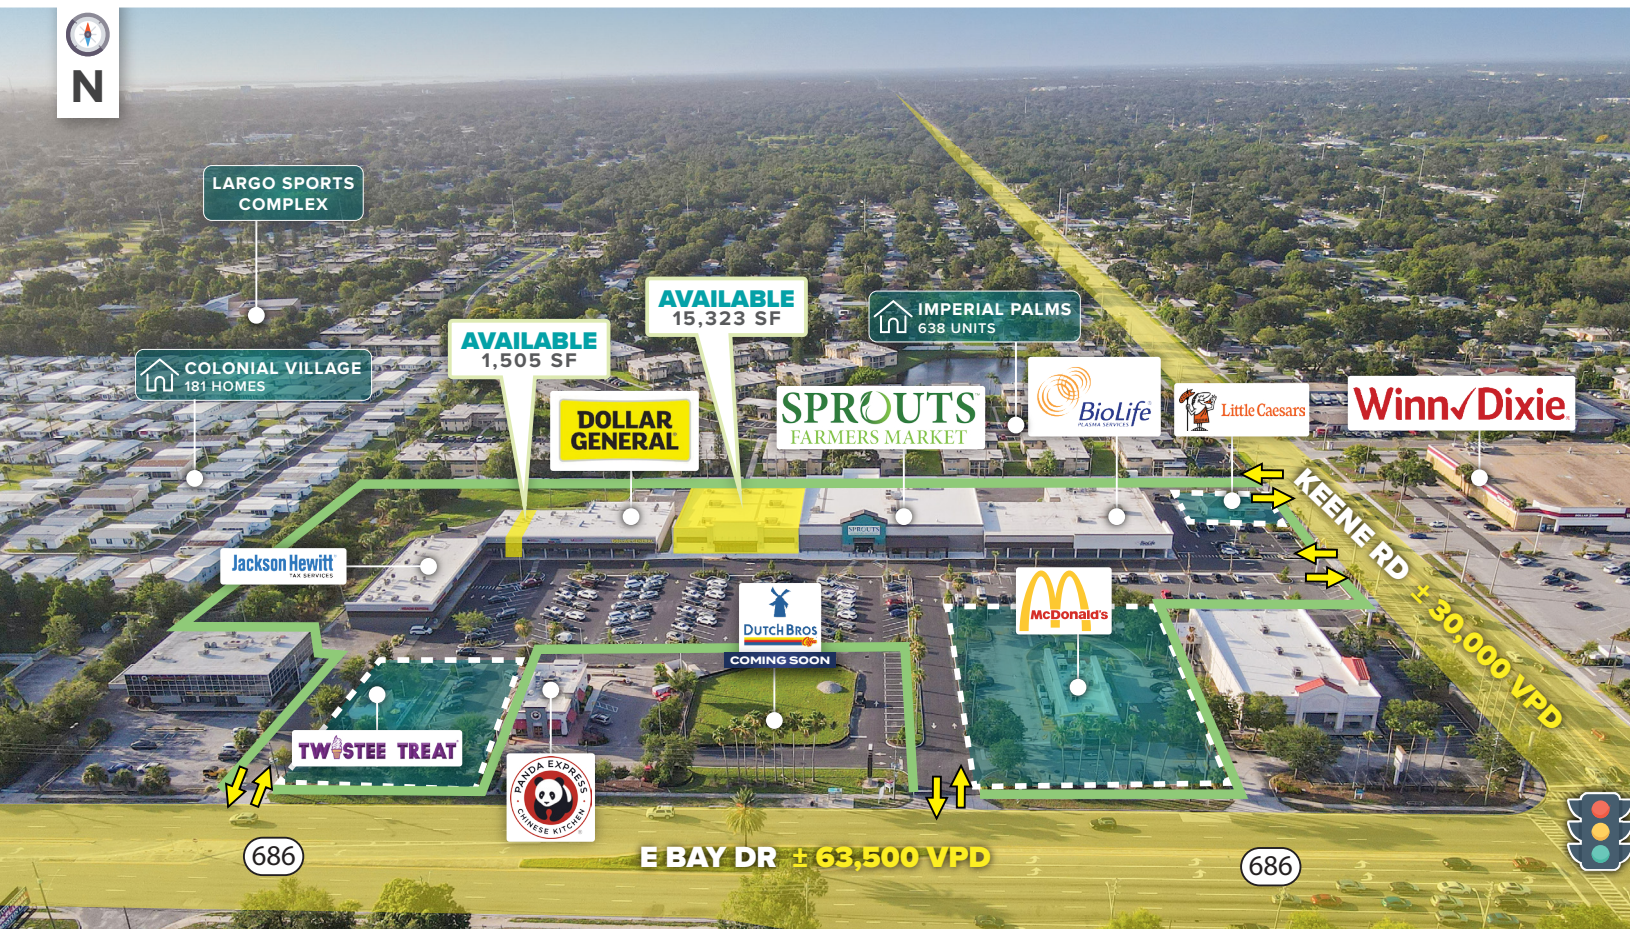 N
LARGO SPORTS
COMPLEX
AVAILABLE
15,323 SF
IMPERIAL PALMS
638 UNITS
AVAILABLE
1,505 SF
COLONIAL VILLAGE
181 HOMES
DOLLAR
GENERAL
SPROUTS
FARMERS MARKET
BioLife
PLASMA SERVICES
Little Caesars
Winn Dixie
KEENE RD ± 30,000 VPD
SPROUTS
Jackson Hewitt
TAX SERVICES
DUTCH BROS
COMING SOON
McDonald's
TWISTEE TREAT
PANDA EXPRESS
CHINESE KITCHEN
686
E BAY DR ± 63,500 VPD
686